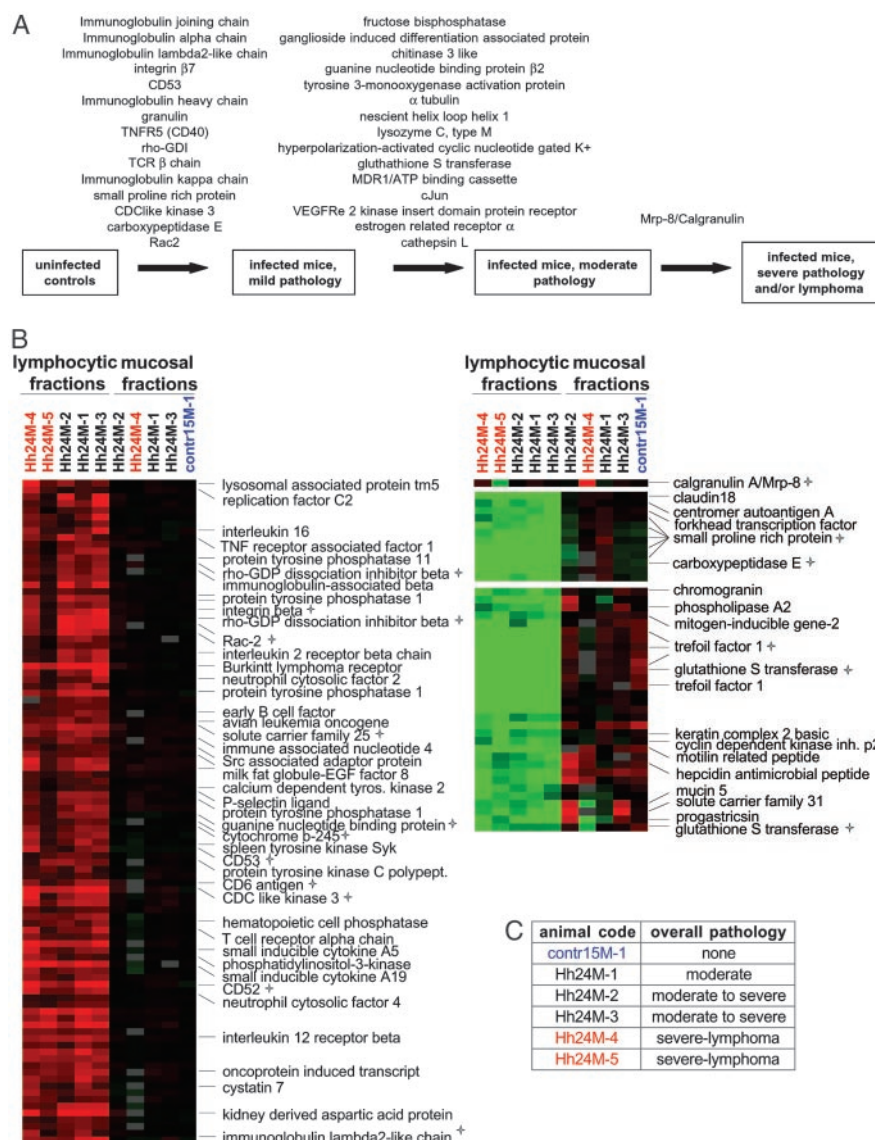 A
Immunoglobulin joining chain
Immunoglobulin alpha chain
Immunoglobulin lambda2-like chain
integrin β7
CD53
Immunoglobulin heavy chain
granulin
TNFR5 (CD40)
rho-GDI
TCR β chain
Immunoglobulin kappa chain
small proline rich protein
CDClike kinase 3
carboxypeptidase E
Rac2
fructose bisphosphatase
ganglioside induced differentiation associated protein
chitinase 3 like
guanine nucleotide binding protein β2
tyrosine 3-monooxygenase activation protein
α tubulin
nescient helix loop helix 1
lysozyme C, type M
hyperpolarization-activated cyclic nucleotide gated K+
gluthathione S transferase
MDR1/ATP binding cassette
cJun
VEGFRe 2 kinase insert domain protein receptor
estrogen related receptor α
cathepsin L
Mrp-8/Calgranulin
uninfected
controls
infected mice,
mild pathology
infected mice, moderate
pathology
infected mice,
severe pathology
and/or lymphoma
B
lymphocytic
fractions
mucosal
fractions
Hh24M-4
Hh24M-5
Hh24M-2
Hh24M-1
Hh24M-3
Hh24M-2
Hh24M-4
Hh24M-1
Hh24M-3
contr15M-1
lysosomal associated protein tm5
replication factor C2
interleukin 16
TNF receptor associated factor 1
protein tyrosine phosphatase 11
rho-GDP dissociation inhibitor beta ✧
immunoglobulin-associated beta
protein tyrosine phosphatase 1
integrin beta ✧
rho-GDP dissociation inhibitor beta ✧
Rac-2 ✧
interleukin 2 receptor beta chain
Burkintt lymphoma receptor
neutrophil cytosolic factor 2
protein tyrosine phosphatase 1
early B cell factor
avian leukemia oncogene
solute carrier family 25 ✧
immune associated nucleotide 4
Src associated adaptor protein
milk fat globule-EGF factor 8
calcium dependent tyros. kinase 2
P-selectin ligand
protein tyrosine phosphatase 1
guanine nucleotide binding protein ✧
cytochrome b-245 ✧
spleen tyrosine kinase Syk
CD53 ✧
protein tyrosine kinase C polypept.
CD6 antigen ✧
CDC like kinase 3 ✧
hematopoietic cell phosphatase
T cell receptor alpha chain
small inducible cytokine A5
phosphatidylinositol-3-kinase
small inducible cytokine A19
CD52 ✧
neutrophil cytosolic factor 4
interleukin 12 receptor beta
oncoprotein induced transcript
cystatin 7
kidney derived aspartic acid protein
immunoglobulin lambda2-like chain ✧
lymphocytic
fractions
mucosal
fractions
Hh24M-4
Hh24M-5
Hh24M-2
Hh24M-1
Hh24M-3
Hh24M-2
Hh24M-4
Hh24M-1
Hh24M-3
contr15M-1
calgranulin A/Mrp-8 ✧
claudin18
centromer autoantigen A
forkhead transcription factor
small proline rich protein ✧
carboxypeptidase E ✧
chromogranin
phospholipase A2
mitogen-inducible gene-2
trefoil factor 1 ✧
glutathione S transferase ✧
trefoil factor 1
keratin complex 2 basic
cyclin dependent kinase inh. p2
motilin related peptide
hepcidin antimicrobial peptide
mucin 5
solute carrier family 31
progastricsin
glutathione S transferase ✧
C
animal code overall pathology
contr15M-1 none
Hh24M-1 moderate
Hh24M-2 moderate to severe
Hh24M-3 moderate to severe
Hh24M-4 severe-lymphoma
Hh24M-5 severe-lymphoma